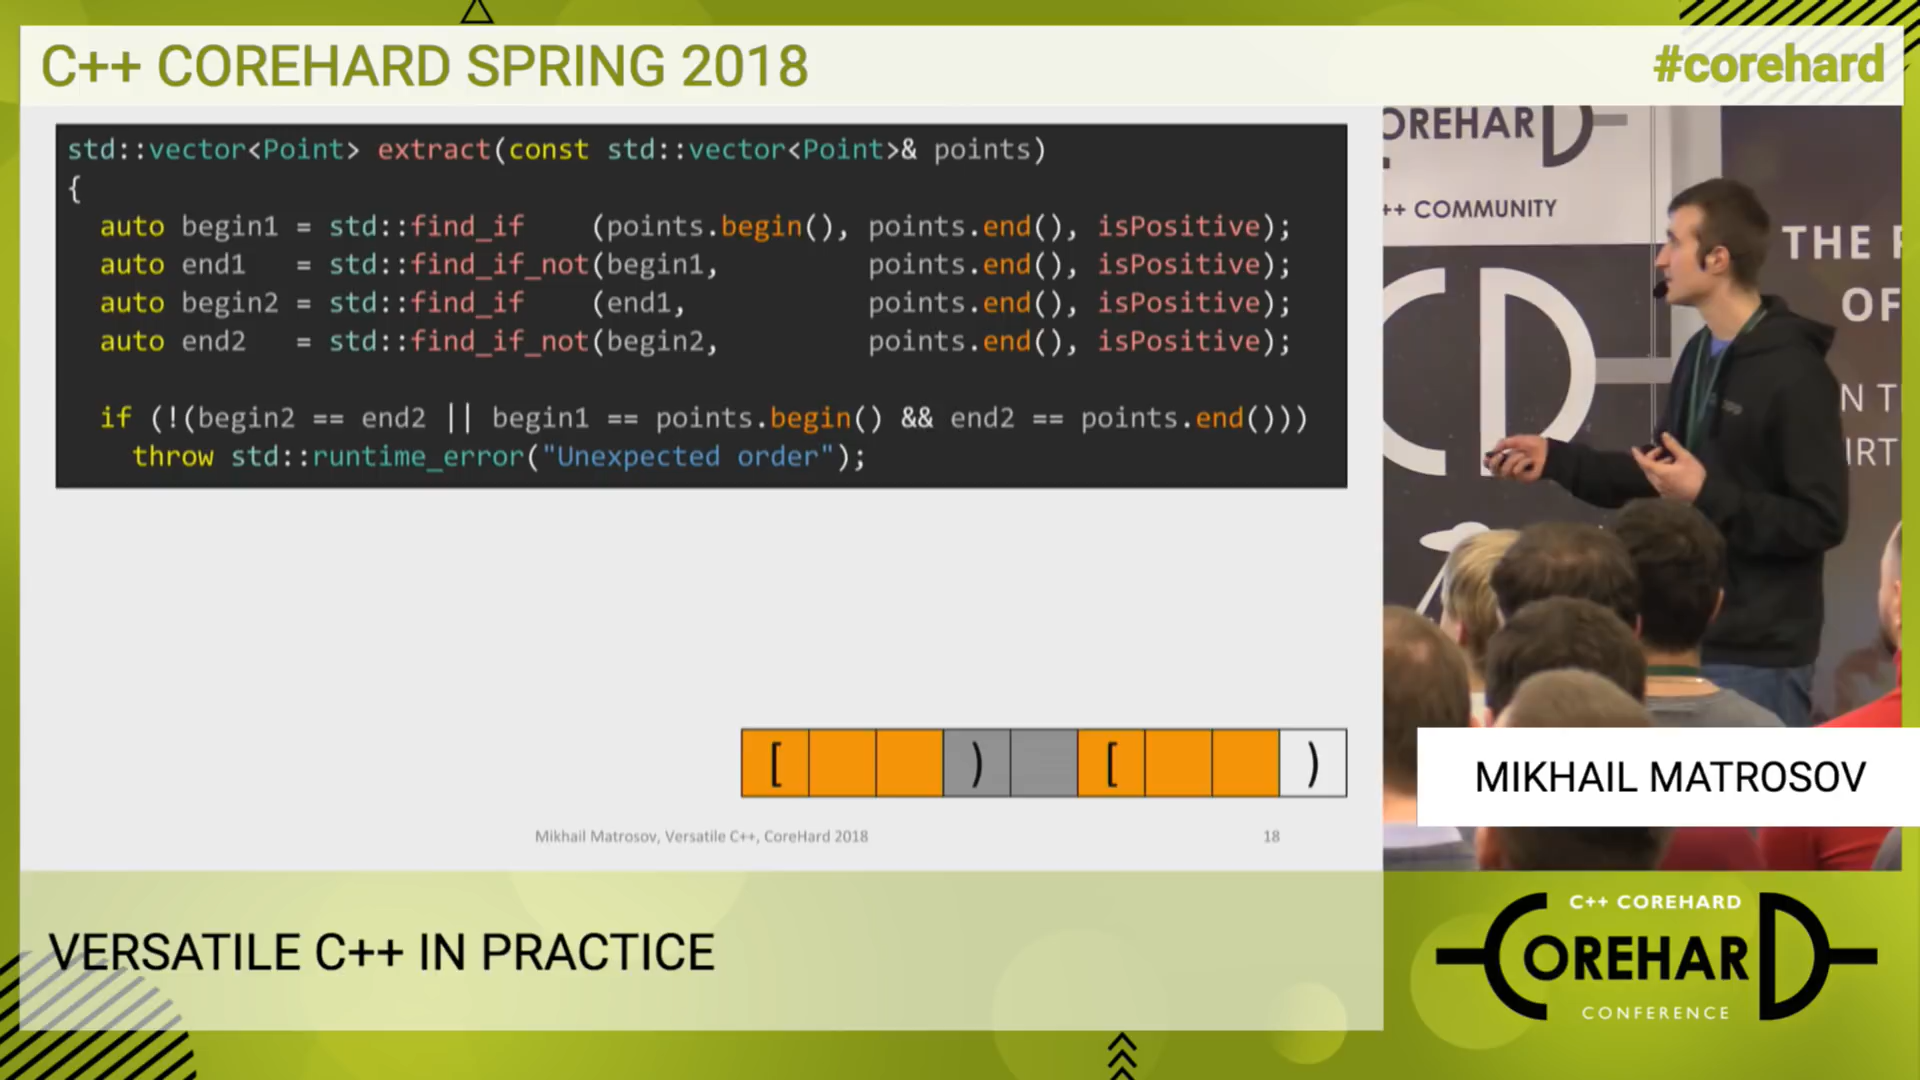 C++ COREHARD SPRING 2018
#corehard
std::vector<Point> extract(const std::vector<Point>& points)
{
  auto begin1 = std::find_if    (points.begin(), points.end(), isPositive);
  auto end1   = std::find_if_not(begin1,         points.end(), isPositive);
  auto begin2 = std::find_if    (end1,           points.end(), isPositive);
  auto end2   = std::find_if_not(begin2,         points.end(), isPositive);
  if (!(begin2 == end2 || begin1 == points.begin() && end2 == points.end()))
    throw std::runtime_error("Unexpected order");
[ ) [ )
Mikhail Matrosov, Versatile C++, CoreHard 2018
18
OREHARD
++ COMMUNITY
CD
THE
OF
MIKHAIL MATROSOV
VERSATILE C++ IN PRACTICE
C++ COREHARD
COREHARD
CONFERENCE